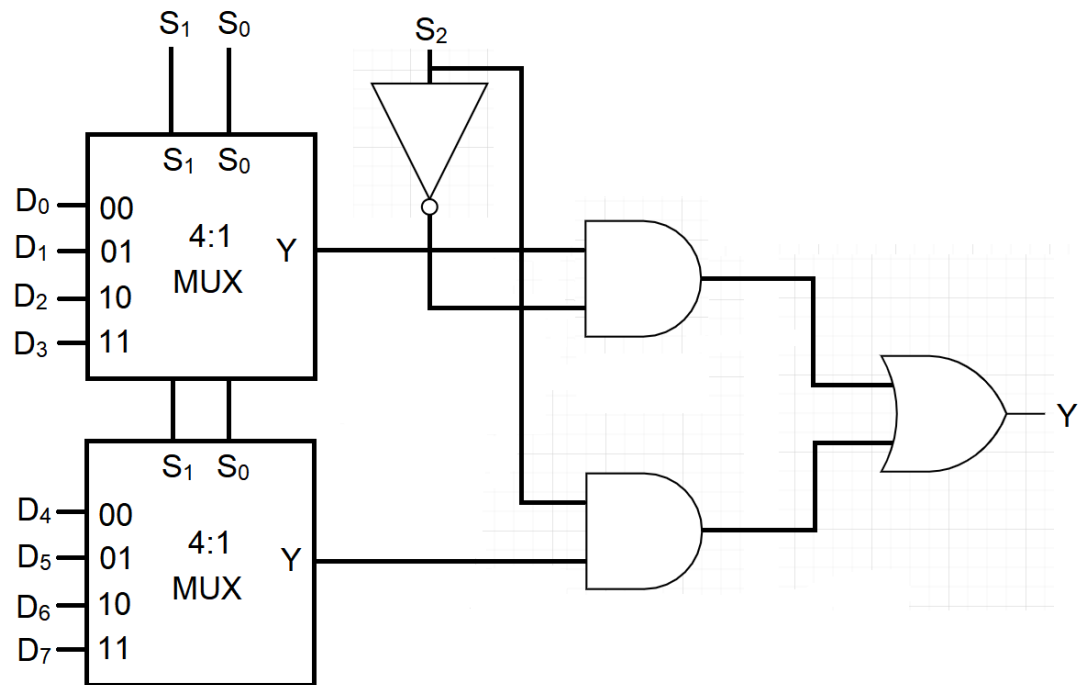 S₁ S₀ S₂
S₁ S₀
D₀ 00
D₁ 01 4:1 Y
D₂ 10 MUX
D₃ 11
Y
S₁ S₀
D₄ 00
D₅ 01 4:1 Y
D₆ 10 MUX
D₇ 11